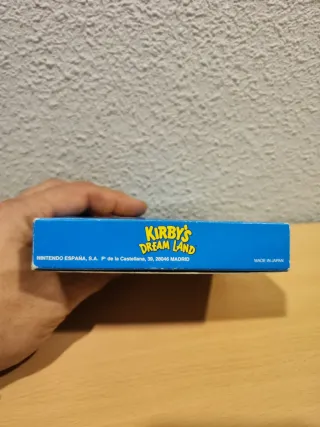 KIRBY'S
DREAM LAND
NINTENDO ESPAÑA, S.A. Pº de la Castellana, 39, 28046 MADRID
MADE IN JAPAN